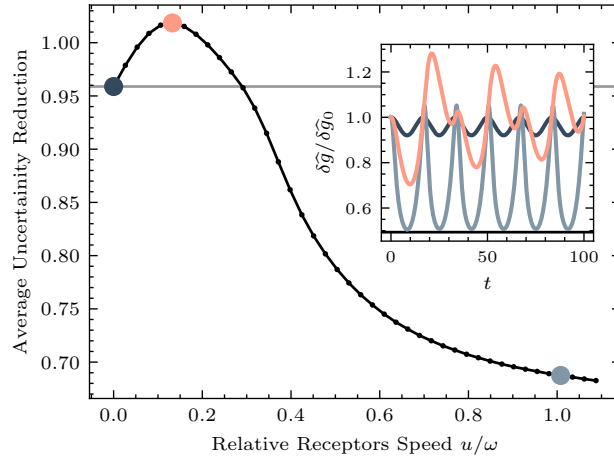 1.00
0.95
0.90
0.85
0.80
0.75
0.70
Average Uncertainity Reduction
0.0 0.2 0.4 0.6 0.8 1.0
Relative Receptors Speed u/ω
1.2
1.0
0.8
0.6
δĝ/δĝ₀
0 50 100
t